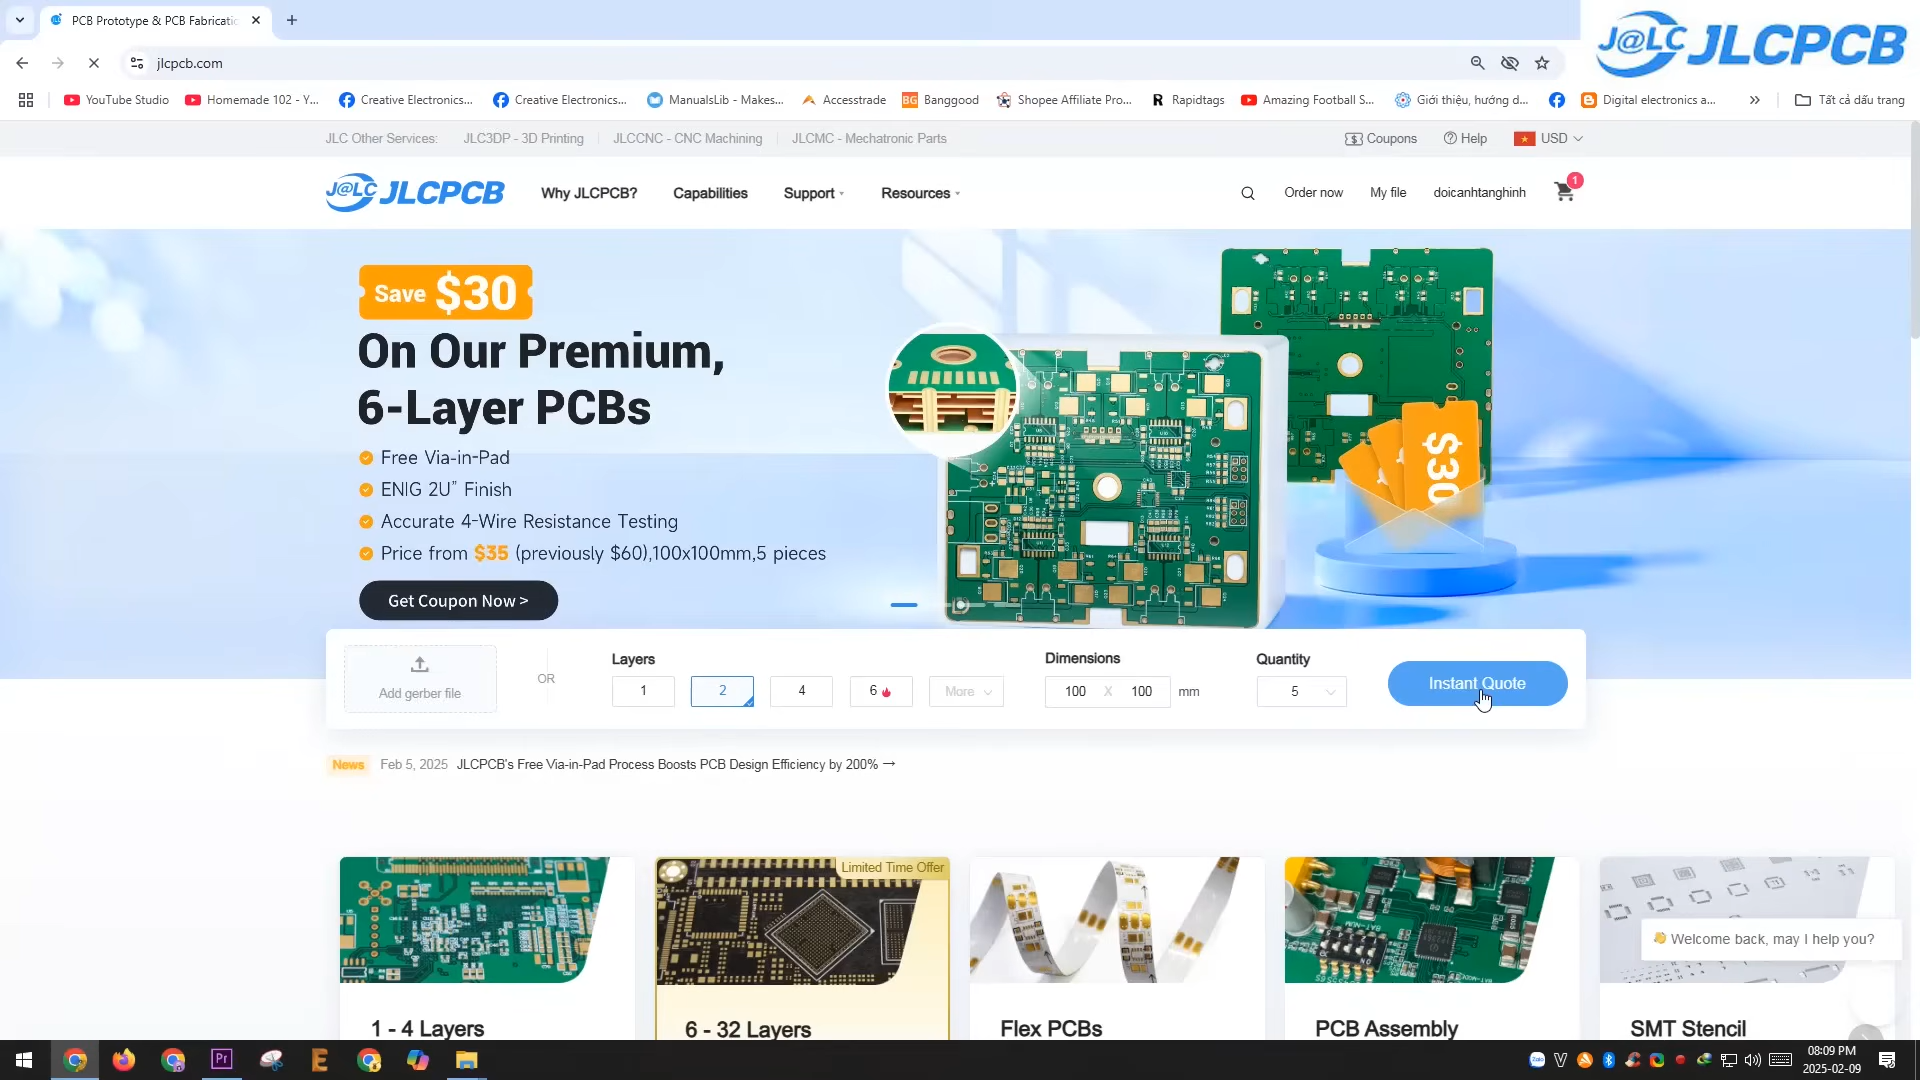 PCB Prototype & PCB Fabricatio
J@LC JLCPCB
jlcpcb.com
YouTube Studio
Homemade 102 - Y...
Creative Electronics...
Creative Electronics...
ManualsLib - Makes...
Accesstrade
BG Banggood
Shopee Affiliate Pro...
R Rapidtags
Amazing Football S...
Giới thiệu, hướng d...
Digital electronics a...
Tất cả dấu trang
JLC Other Services:
JLC3DP - 3D Printing
JLCCNC - CNC Machining
JLCMC - Mechatronic Parts
Coupons
Help
USD
J@LC JLCPCB
Why JLCPCB?
Capabilities
Support
Resources
Order now
My file
doicanhtanghinh
1
Save $30
On Our Premium,
6-Layer PCBs
Free Via-in-Pad
ENIG 2U” Finish
Accurate 4-Wire Resistance Testing
Price from $35 (previously $60),100x100mm,5 pieces
Get Coupon Now >
$30
Add gerber file
OR
Layers
1
2
4
6
More
Dimensions
100 X 100 mm
Quantity
5
Instant Quote
News Feb 5, 2025 JLCPCB's Free Via-in-Pad Process Boosts PCB Design Efficiency by 200% →
Limited Time Offer
Welcome back, may I help you?
1 - 4 Layers
6 - 32 Layers
Flex PCBs
PCB Assembly
SMT Stencil
Pr
08:09 PM
2025-02-09